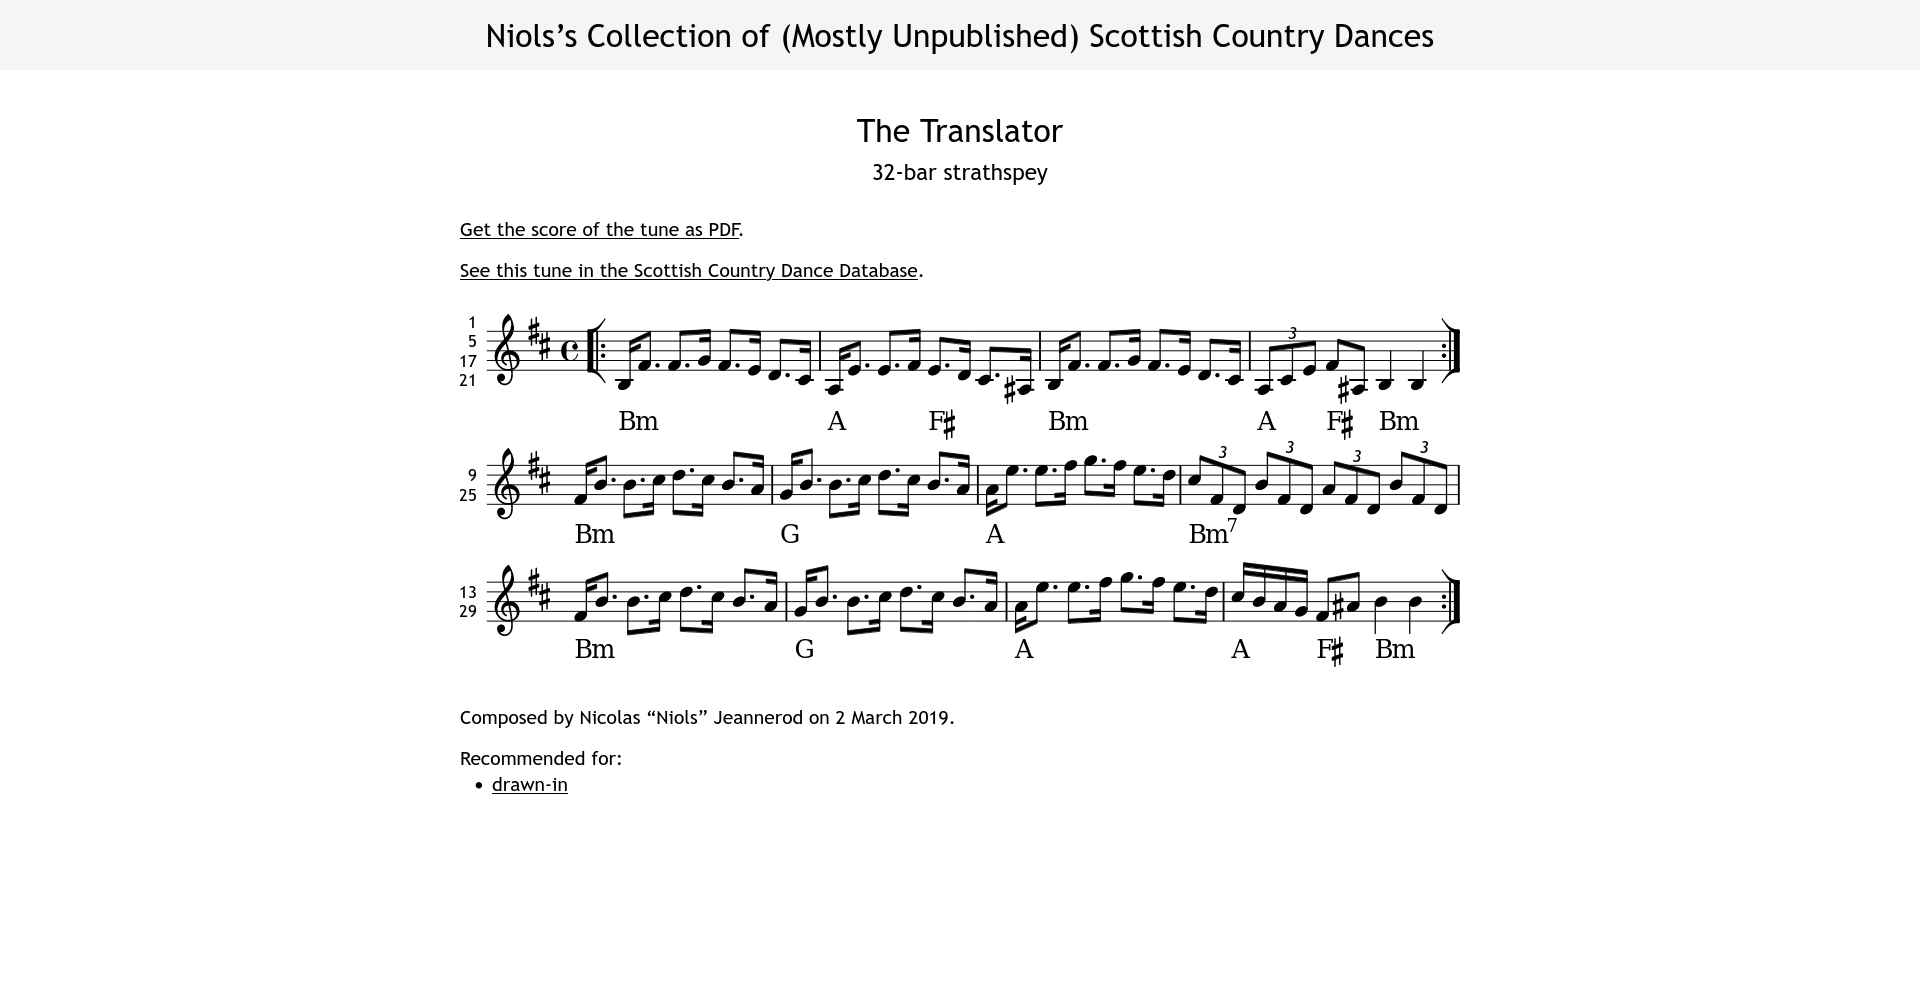 Niols’s Collection of (Mostly Unpublished) Scottish Country Dances
The Translator
32-bar strathspey
Get the score of the tune as PDF.
See this tune in the Scottish Country Dance Database.
1
5
17
21
3
Bm A F♯ Bm A F♯ Bm
9
25
3 3 3 3
Bm G A Bm7
13
29
Bm G A A F♯ Bm
Composed by Nicolas “Niols” Jeannerod on 2 March 2019.
Recommended for:
• drawn-in